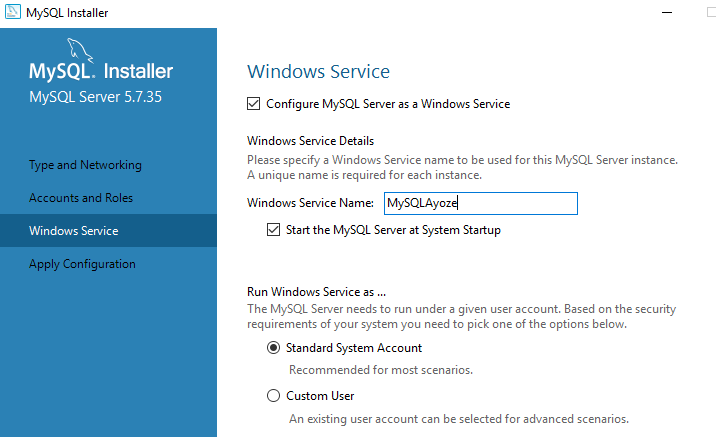 MySQL Installer
MySQL. Installer
MySQL Server 5.7.35
Type and Networking
Accounts and Roles
Windows Service
Apply Configuration
Windows Service
Configure MySQL Server as a Windows Service
Windows Service Details
Please specify a Windows Service name to be used for this MySQL Server instance.
A unique name is required for each instance.
Windows Service Name: MySQLAyoze
Start the MySQL Server at System Startup
Run Windows Service as ...
The MySQL Server needs to run under a given user account. Based on the security
requirements of your system you need to pick one of the options below.
Standard System Account
Recommended for most scenarios.
Custom User
An existing user account can be selected for advanced scenarios.